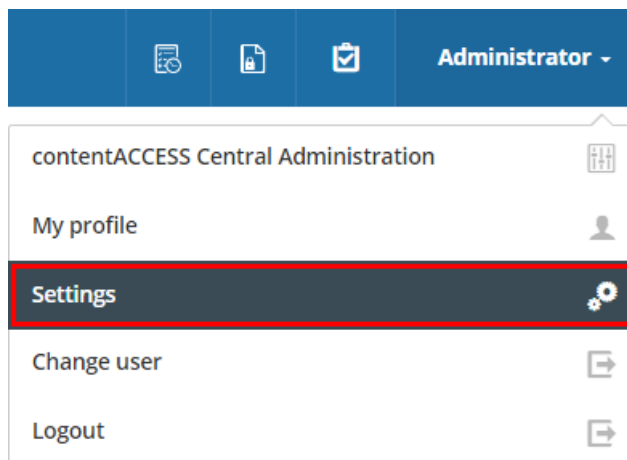 Administrator
contentACCESS Central Administration
My profile
Settings
Change user
Logout